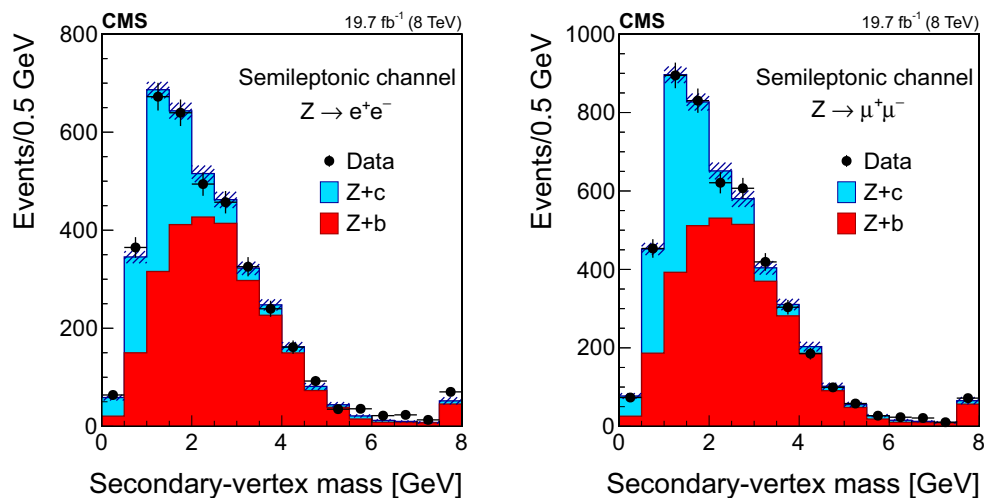 CMS 19.7 fb⁻¹ (8 TeV)
Events/0.5 GeV
800
600
400
200
0
Semileptonic channel
Z → e⁺e⁻
Data
Z+c
Z+b
0 2 4 6 8
Secondary-vertex mass [GeV]
CMS 19.7 fb⁻¹ (8 TeV)
Events/0.5 GeV
1000
800
600
400
200
0
Semileptonic channel
Z → μ⁺μ⁻
Data
Z+c
Z+b
0 2 4 6 8
Secondary-vertex mass [GeV]